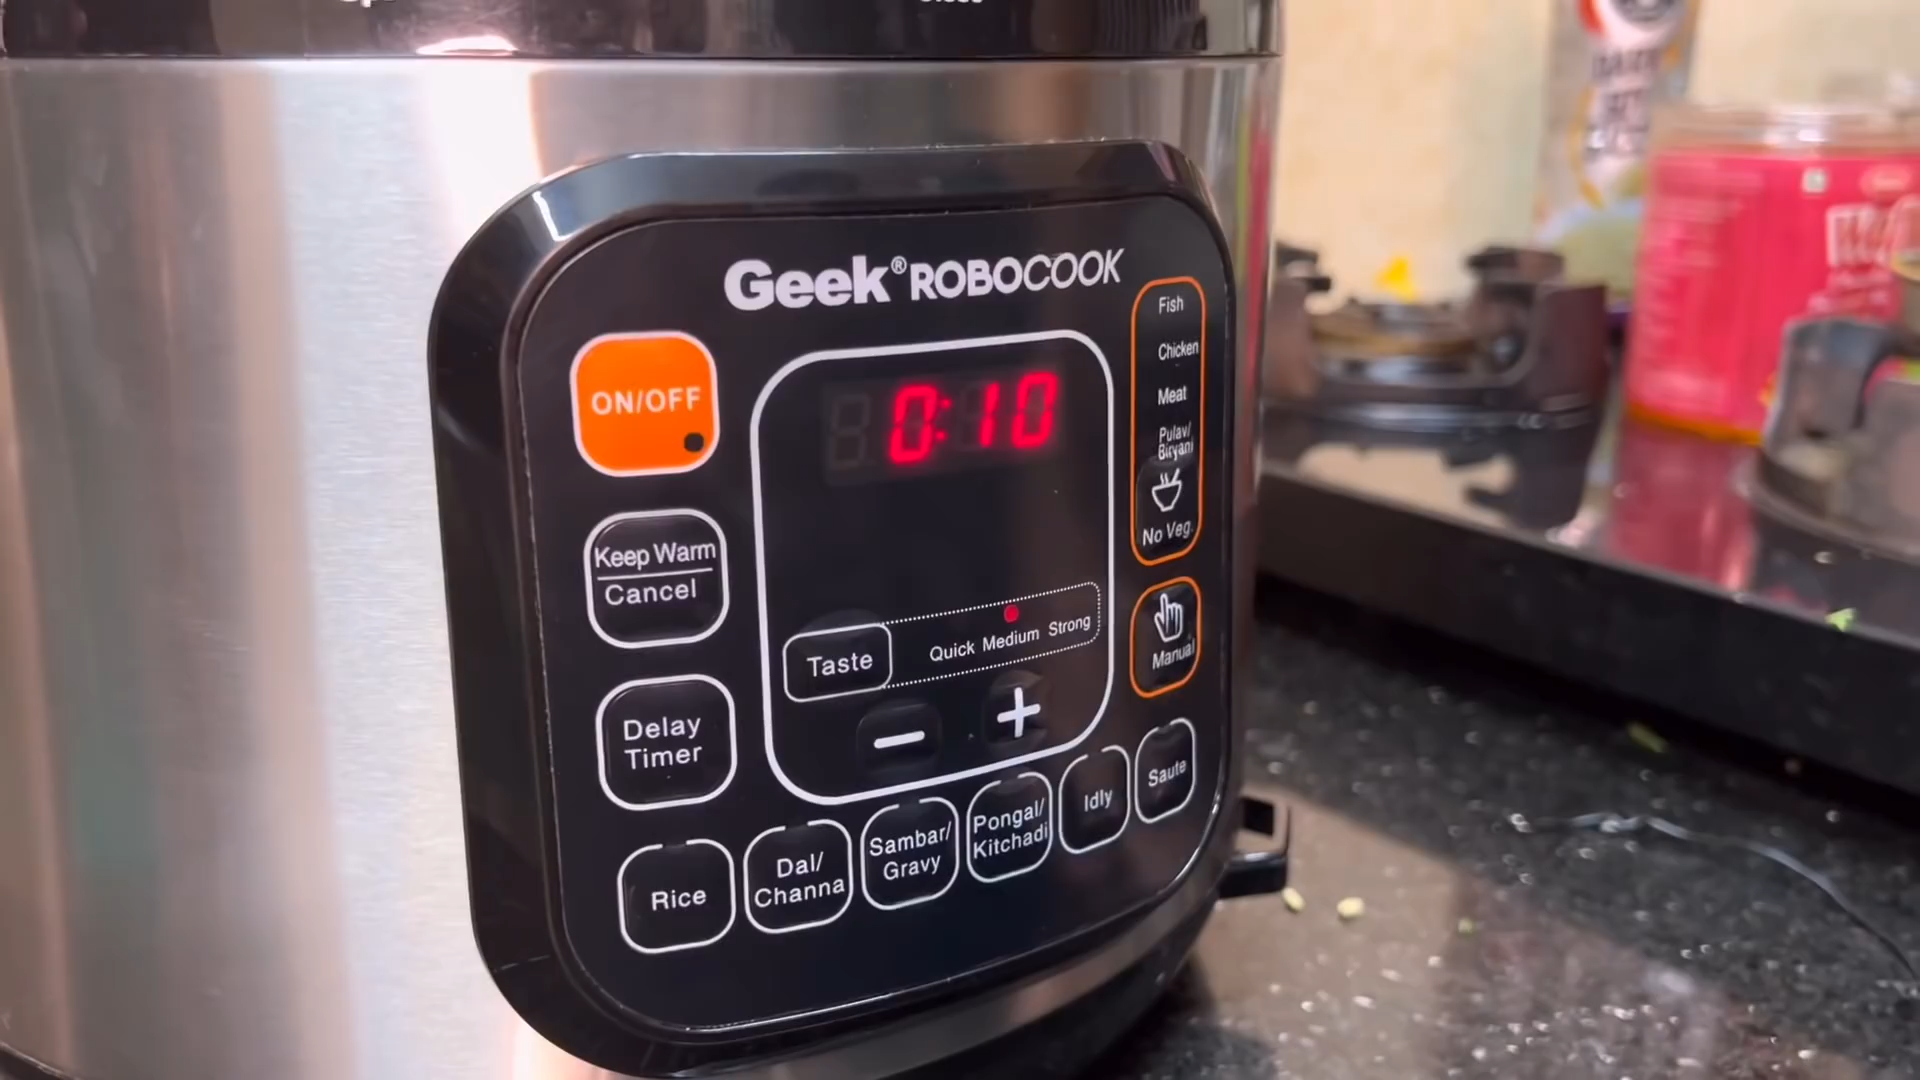 Geek® ROBOCOOK
ON/OFF
0:10
Fish
Chicken
Meat
Pulav/
Biryani
No Veg.
Keep Warm
Cancel
Taste
Quick Medium Strong
Manual
Delay
Timer
− +
Rice
Dal/
Channa
Sambar/
Gravy
Pongal/
Kitchadi
Idly
Saute